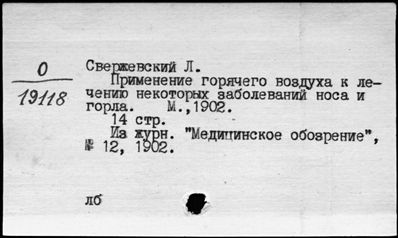 О
19118
Свержевский Л.
Применение горячего воздуха к ле-
чению некоторых заболеваний носа и
горла. М.,1902.
14 стр.
Из журн. "Медицинское обозрение",
№ 12, 1902.
лб